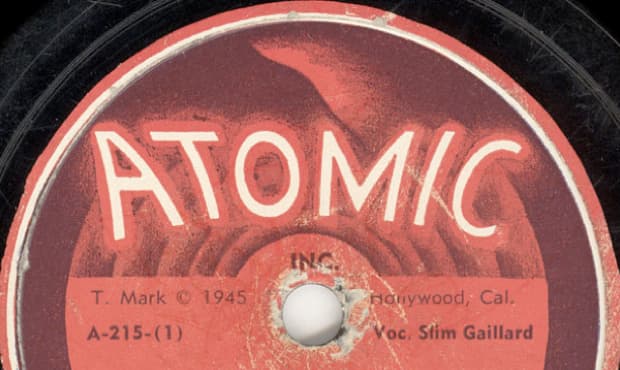 ATOMIC
INC.
T. Mark © 1945 Hollywood, Cal.
A-215-(1) Voc. Slim Gaillard